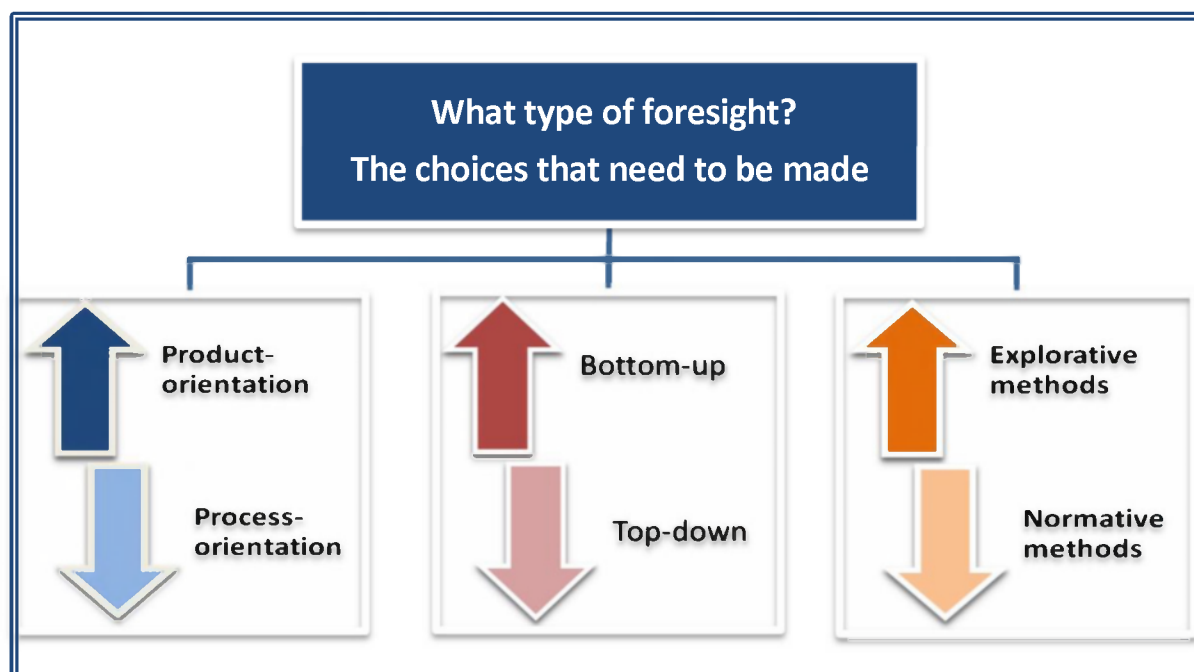 What type of foresight?
The choices that need to be made
Product-
orientation
Process-
orientation
Bottom-up
Top-down
Explorative
methods
Normative
methods